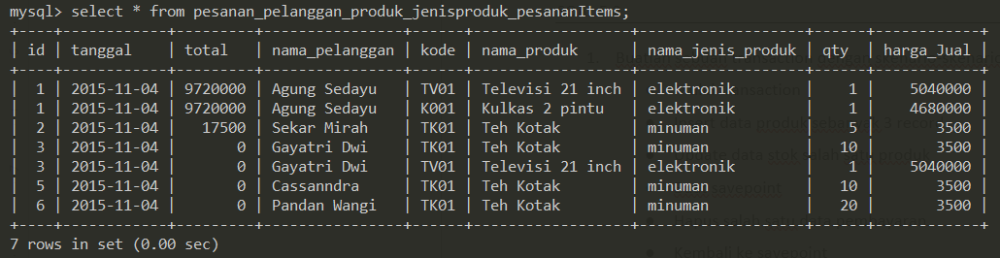 mysql> select * from pesanan_pelanggan_produk_jenisproduk_pesananItems;
+----+------------+---------+----------------+------+------------------+--------------------+-----+------------+
| id | tanggal | total | nama_pelanggan | kode | nama_produk | nama_jenis_produk | qty | harga_Jual |
+----+------------+---------+----------------+------+------------------+--------------------+-----+------------+
| 1 | 2015-11-04 | 9720000 | Agung Sedayu | TV01 | Televisi 21 inch | elektronik | 1 | 5040000 |
| 1 | 2015-11-04 | 9720000 | Agung Sedayu | K001 | Kulkas 2 pintu | elektronik | 1 | 4680000 |
| 2 | 2015-11-04 | 17500 | Sekar Mirah | TK01 | Teh Kotak | minuman | 5 | 3500 |
| 3 | 2015-11-04 | 0 | Gayatri Dwi | TK01 | Teh Kotak | minuman | 10 | 3500 |
| 3 | 2015-11-04 | 0 | Gayatri Dwi | TV01 | Televisi 21 inch | elektronik | 1 | 5040000 |
| 5 | 2015-11-04 | 0 | Cassanndra | TK01 | Teh Kotak | minuman | 10 | 3500 |
| 6 | 2015-11-04 | 0 | Pandan Wangi | TK01 | Teh Kotak | minuman | 20 | 3500 |
+----+------------+---------+----------------+------+------------------+--------------------+-----+------------+
7 rows in set (0.00 sec)
Kembali ke savepoint